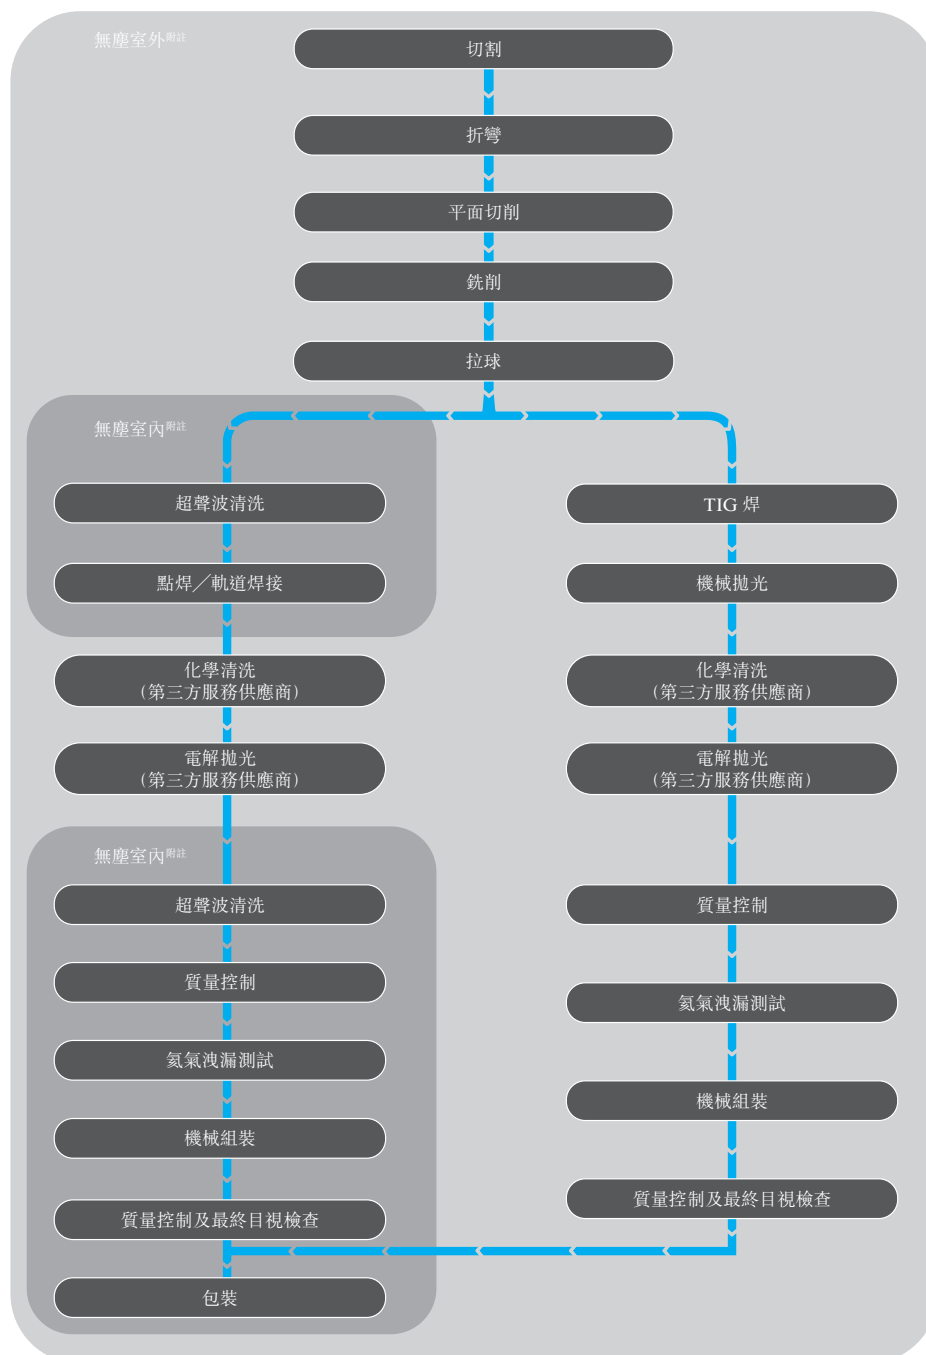 無塵室外附註
切割
折彎
平面切削
銑削
拉球
無塵室內附註
超聲波清洗
點焊╱軌道焊接
化學清洗
(第三方服務供應商)
電解拋光
(第三方服務供應商)
無塵室內附註
超聲波清洗
質量控制
氦氣洩漏測試
機械組裝
質量控制及最終目視檢查
包裝
TIG 焊
機械拋光
化學清洗
(第三方服務供應商)
電解拋光
(第三方服務供應商)
質量控制
氦氣洩漏測試
機械組裝
質量控制及最終目視檢查